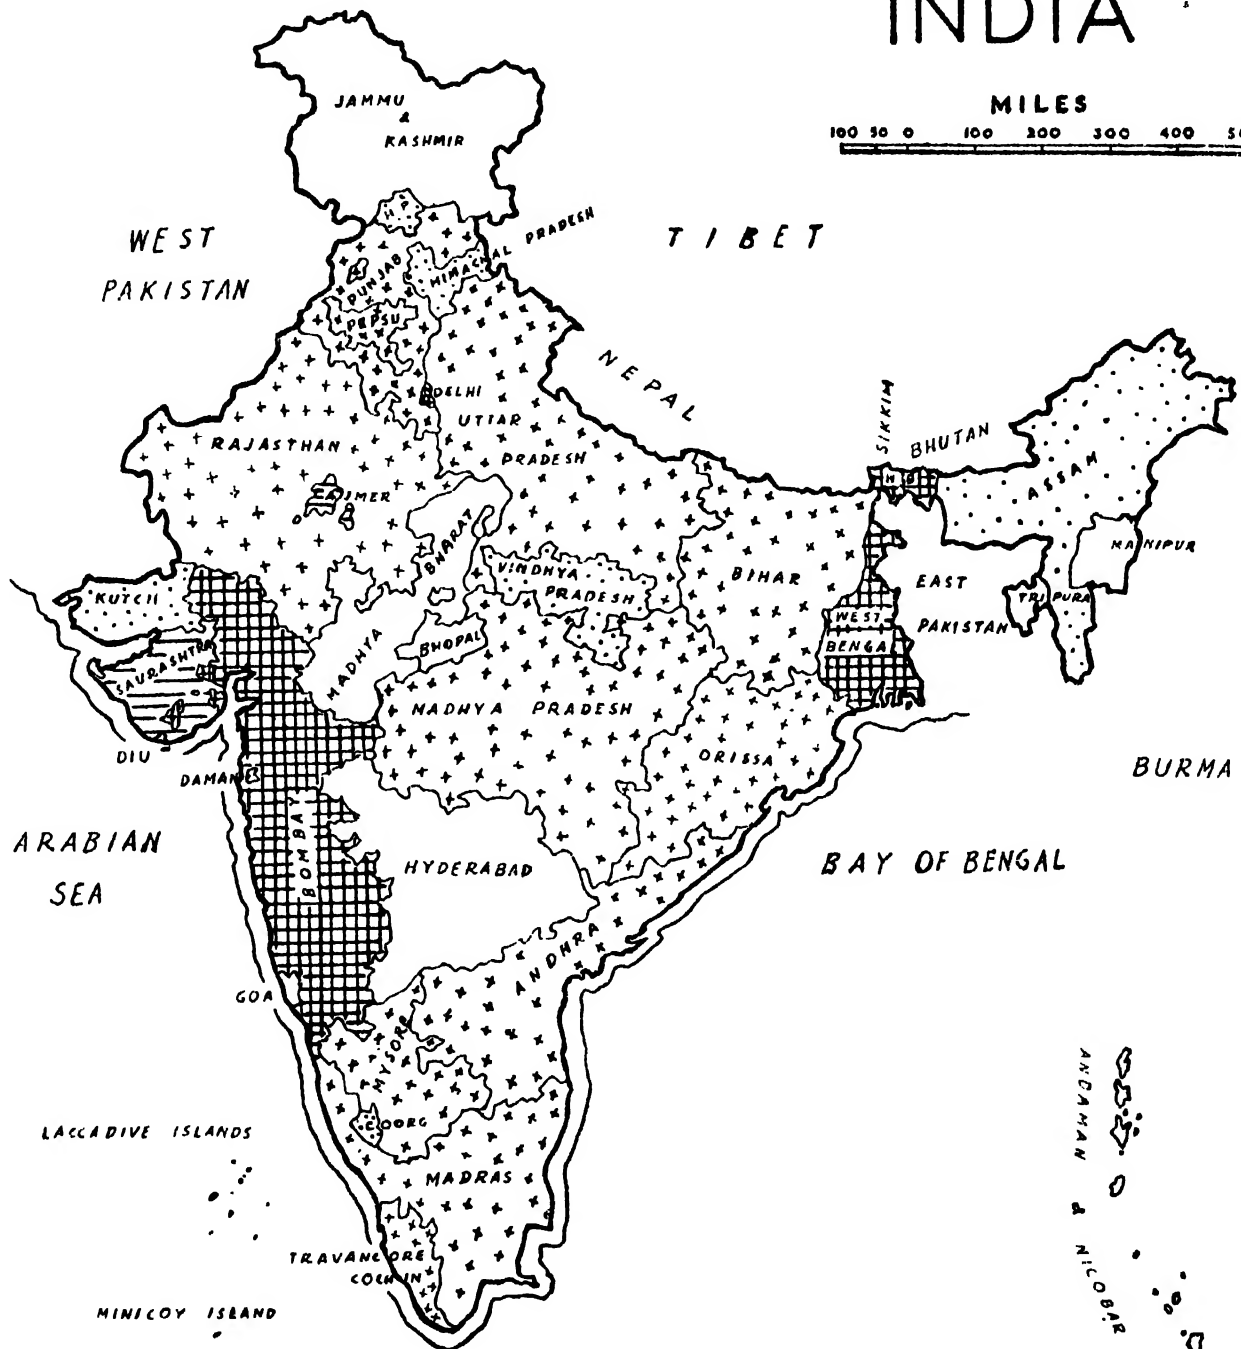 INDIA
MILES
100 50 0 100 200 300 400
JAMMU
&
KASHMIR
H P
WEST
PAKISTAN
TIBET
HIMACHAL PRADESH
PUNJAB
PEPSU
NEPAL
DELHI
UTTAR
PRADESH
RAJASTHAN
SIKKIM
BHUTAN
ASSAM
AJMER
MADHYA BHARAT
VINDHYA
PRADESH
BIHAR
EAST
PAKISTAN
MANIPUR
TRIPURA
KUTCH
WEST
BENGA
BHOPAL
SAURASHTRA
MADHYA PRADESH
ORISSA
DIU
DAMAN
BURMA
BOMBAY
ARABIAN
SEA
HYDERABAD
BAY OF BENGAL
ANDHRA
GOA
MYSORE
COORG
LACCADIVE ISLANDS
MADRAS
ANDAMAN & NICOBAR
TRAVANCORE
COCHIN
MINICOY ISLAND